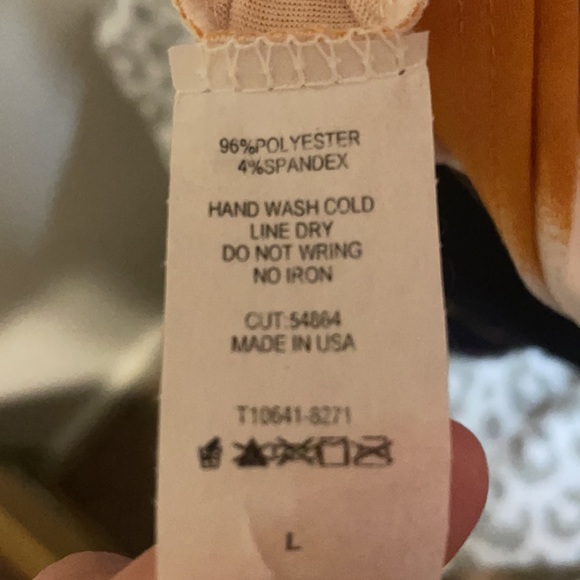 96%POLYESTER
4%SPANDEX
HAND WASH COLD
LINE DRY
DO NOT WRING
NO IRON
CUT:54864
MADE IN USA
T10641-8271
L